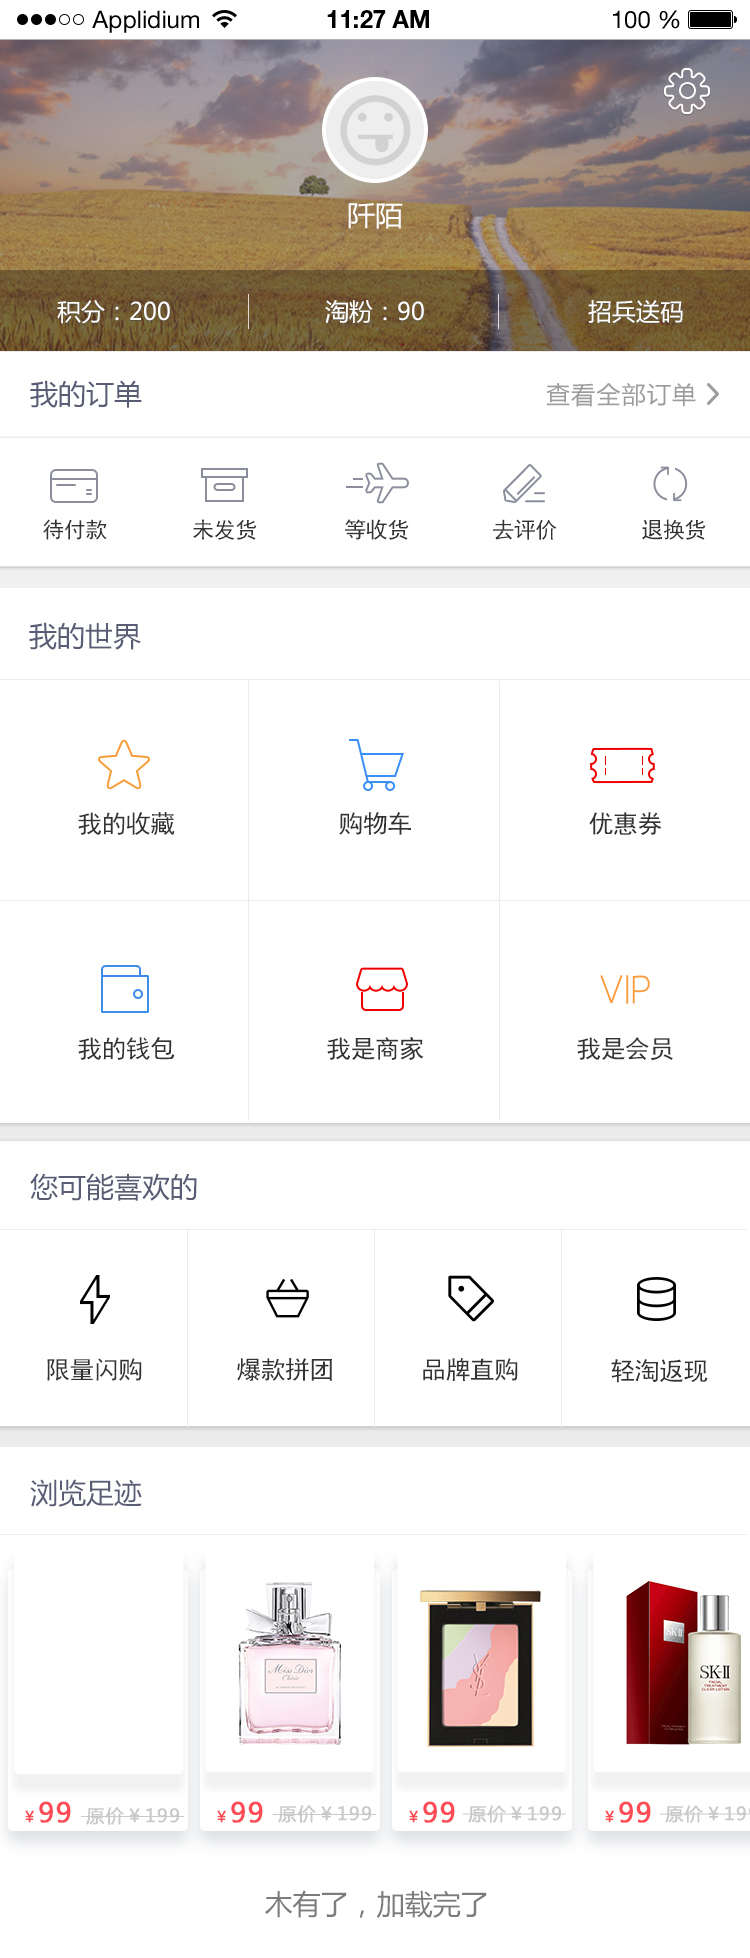 Applidium 11:27 AM 100 %
阡陌
积分：200 淘粉：90 招兵送码
我的订单 查看全部订单
待付款 未发货 等收货 去评价 退换货
我的世界
我的收藏 购物车 优惠券
VIP
我的钱包 我是商家 我是会员
您可能喜欢的
限量闪购 爆款拼团 品牌直购 轻淘返现
浏览足迹
Miss Dior
Chérie
SK-II
SK-II
FACIAL
TREATMENT
CLEAR LOTION
¥99 原价¥199 ¥99 原价¥199 ¥99 原价¥199 ¥99 原价¥19
木有了，加载完了